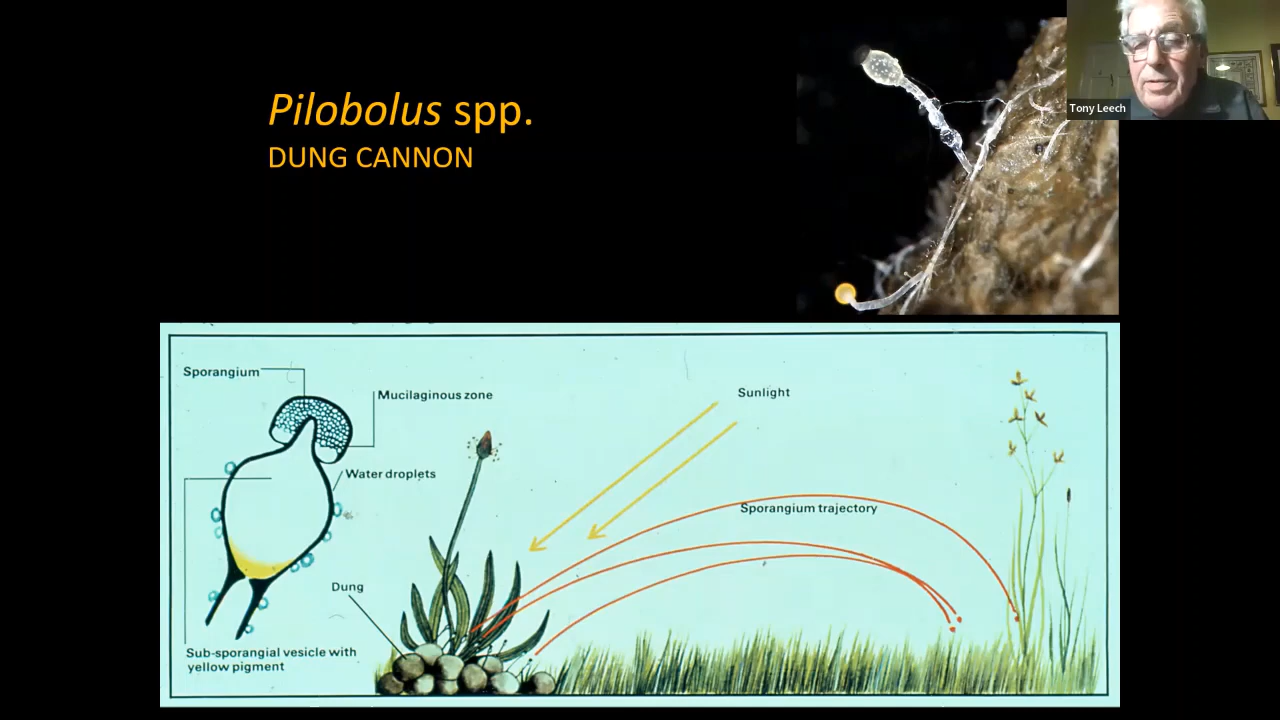 Pilobolus spp.
DUNG CANNON
Tony Leech
Sporangium
Mucilaginous zone
Water droplets
Sunlight
Sporangium trajectory
Dung
Sub-sporangial vesicle with
yellow pigment